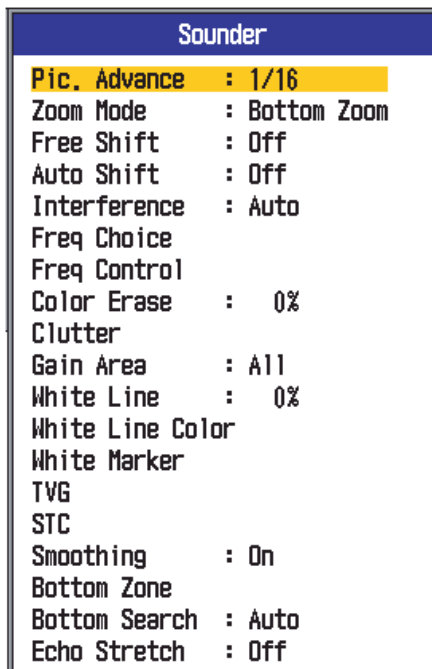 Sounder
Pic. Advance : 1/16
Zoom Mode : Bottom Zoom
Free Shift : Off
Auto Shift : Off
Interference : Auto
Freq Choice
Freq Control
Color Erase : 0%
Clutter
Gain Area : All
White Line : 0%
White Line Color
White Marker
TVG
STC
Smoothing : On
Bottom Zone
Bottom Search : Auto
Echo Stretch : Off